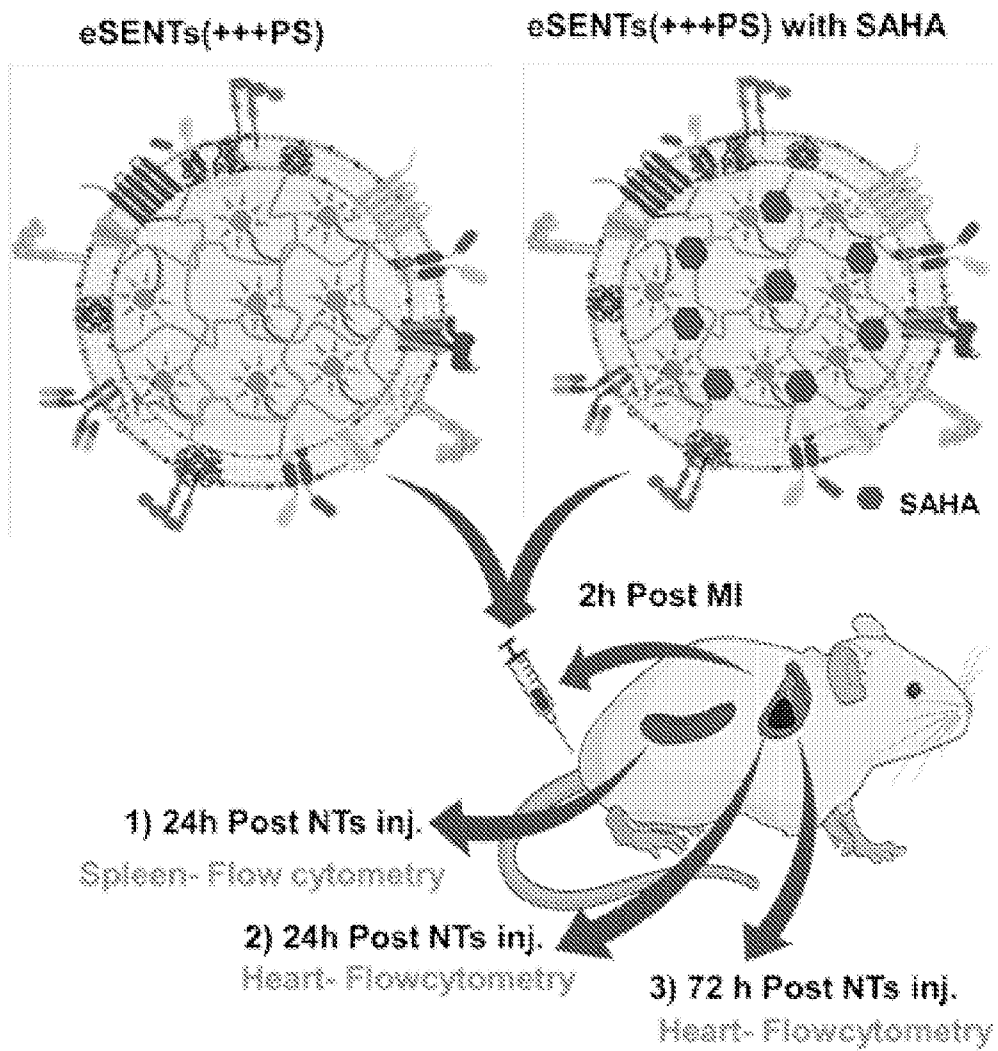 eSENTs(+++PS)
eSENTs(+++PS) with SAHA
SAHA
2h Post MI
1) 24h Post NTs inj.
Spleen- Flow cytometry
2) 24h Post NTs inj.
Heart- Flowcytometry
3) 72 h Post NTs inj.
Heart- Flowcytometry